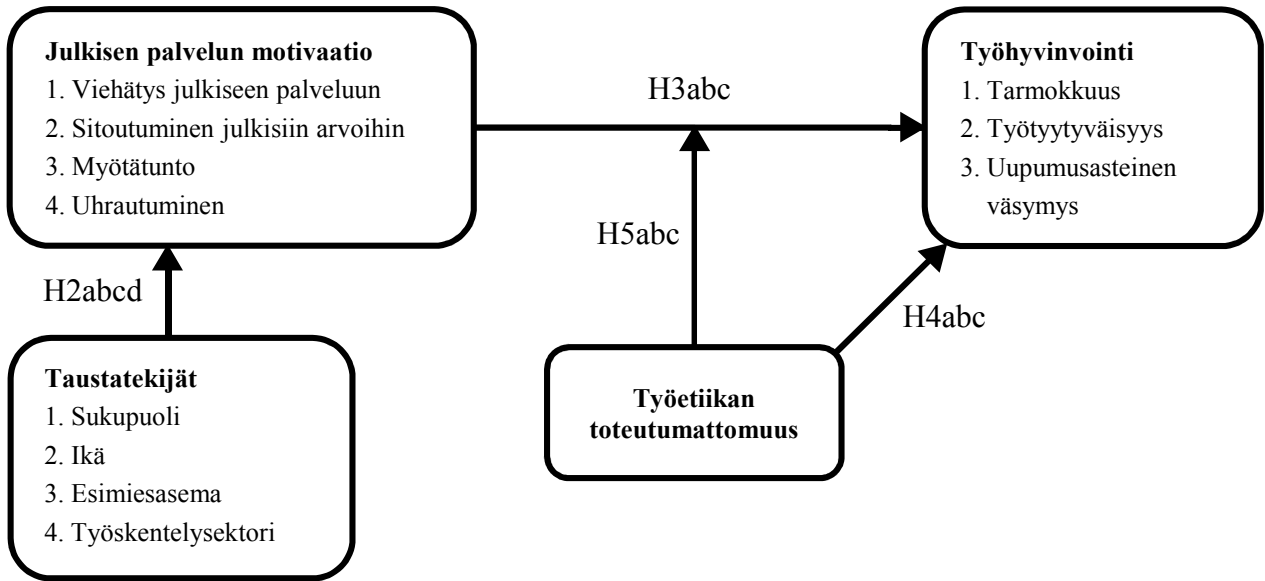 Julkisen palvelun motivaatio
1. Viehätys julkiseen palveluun
2. Sitoutuminen julkisiin arvoihin
3. Myötätunto
4. Uhrautuminen
H3abc
Työhyvinvointi
1. Tarmokkuus
2. Työtyytyväisyys
3. Uupumusasteinen
väsymys
H2abcd
H5abc
H4abc
Taustatekijät
1. Sukupuoli
2. Ikä
3. Esimiesasema
4. Työskentelysektori
Työetiikan
toteutumattomuus